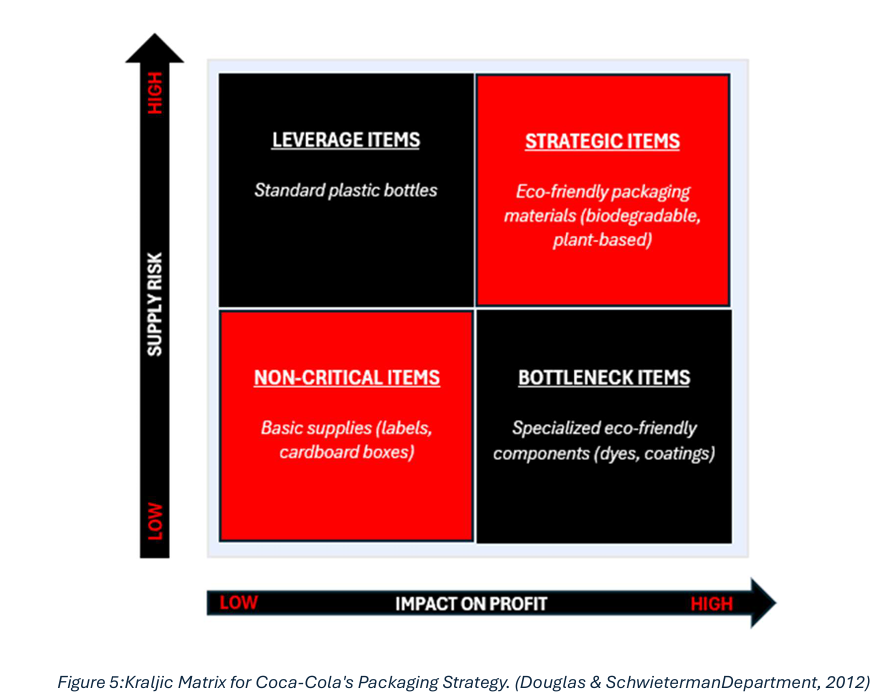 HIGH
SUPPLY RISK
LOW
LEVERAGE ITEMS
Standard plastic bottles
STRATEGIC ITEMS
Eco-friendly packaging
materials (biodegradable,
plant-based)
NON-CRITICAL ITEMS
Basic supplies (labels,
cardboard boxes)
BOTTLENECK ITEMS
Specialized eco-friendly
components (dyes, coatings)
LOW
IMPACT ON PROFIT
HIGH
Figure 5:Kraljic Matrix for Coca-Cola's Packaging Strategy. (Douglas & SchwietermanDepartment, 2012)